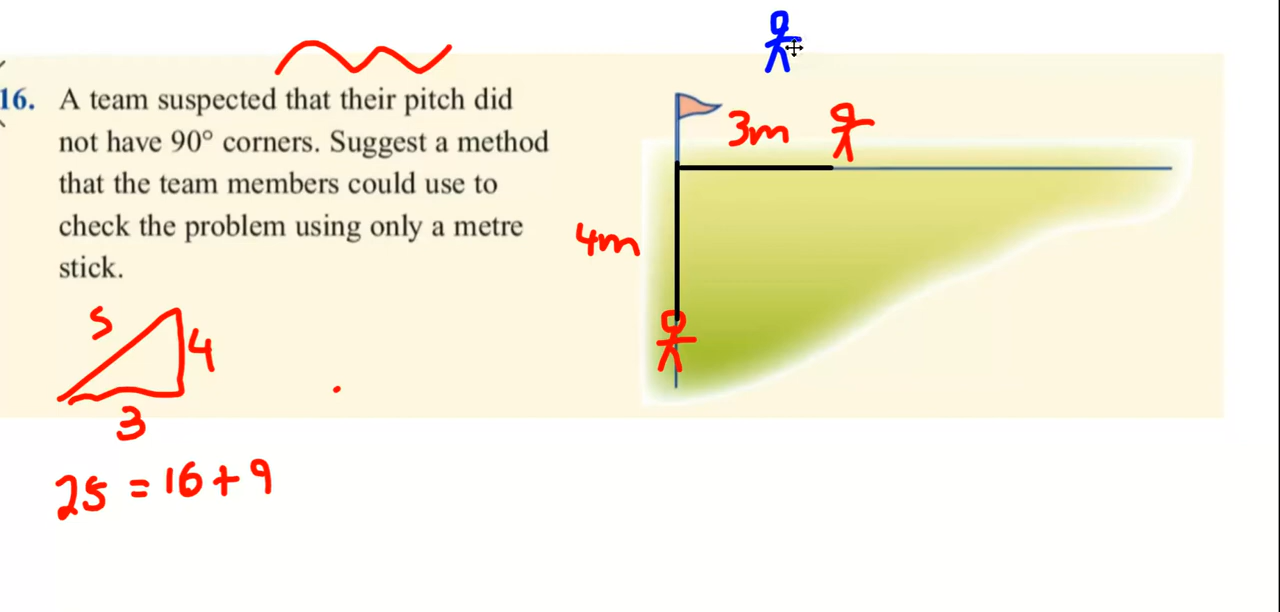 16. A team suspected that their pitch did
not have 90° corners. Suggest a method
that the team members could use to
check the problem using only a metre
stick.
3m
4m
5
4
3
25 = 16 + 9